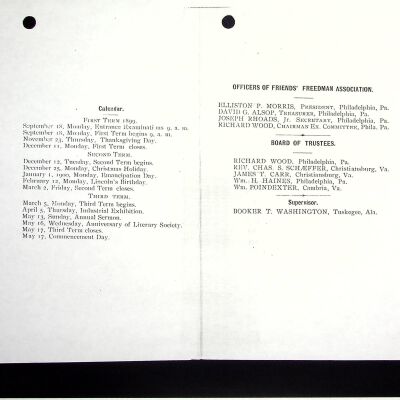 Calendar.
FIRST TERM 1899.
September 18, Monday, Entrance Examinations 9, a. m.
September 18, Monday, First Term begins 9, a. m.
November 23, Thursday, Thanksgiving Day.
December 11, Monday, First Term closes.
SECOND TERM.
December 12, Tuesday, Second Term begins.
December 25, Monday, Christmas Holiday.
January 1, 1900, Monday, Emancipation Day.
February 12, Monday, Lincoln's Birthday.
March 2, Friday, Second Term closes.
THIRD TERM.
March 5, Monday, Third Term begins.
April 5, Thursday, Industrial Exhibition.
May 13, Sunday, Annual Sermon.
May 16, Wednesday, Anniversary of Literary Society.
May 17, Third Term closes.
May 17, Commencement Day.
OFFICERS OF FRIENDS' FREEDMAN ASSOCIATION.
ELLISTON P. MORRIS, PRESIDENT, Philadelphia, Pa.
DAVID G. ALSOP, TREASURER, Philadelphia, Pa.
JOSEPH RHOADS, Jr. SECRETARY, Philadelphia, Pa.
RICHARD WOOD, CHAIRMAN EX. COMMITTEE, Phila. Pa.
BOARD OF TRUSTEES.
RICHARD WOOD, Philadelphia, Pa.
REV. CHAS. S. SCHÆFFER, Christiansburg, Va.
JAMES T. CARR, Christiansburg, Va.
Wm. H. HAINES, Philadelphia, Pa.
Wm. POINDEXTER, Cambria, Va.
Supervisor.
BOOKER T. WASHINGTON, Tuskegee, Ala.